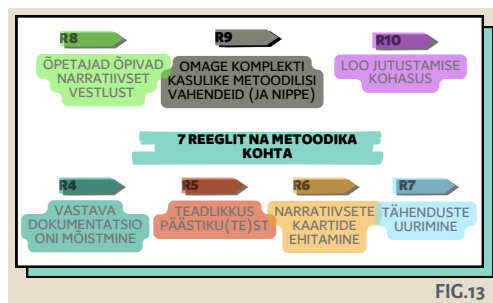 R8
ÕPETAJAD ÕPIVAD
NARRATIIVSET
VESTLUST
R9
OMAGE KOMPLEKTI
KASULIKE METOODILISI
VAHENDEID (JA NIPPE)
R10
LOO JUTUSTAMISE
KOHASUS
7 REEGLIT NA METOODIKA
KOHTA
R4
VASTAVA
DOKUMENTATSIO
ONI MÕISTMINE
R5
TEADLIKKUS
PÄÄSTIKU(TE)ST
R6
NARRATIIVSETE
KAARTIDE
EHITAMINE
R7
TÄHENDUSTE
UURIMINE
FIG.13